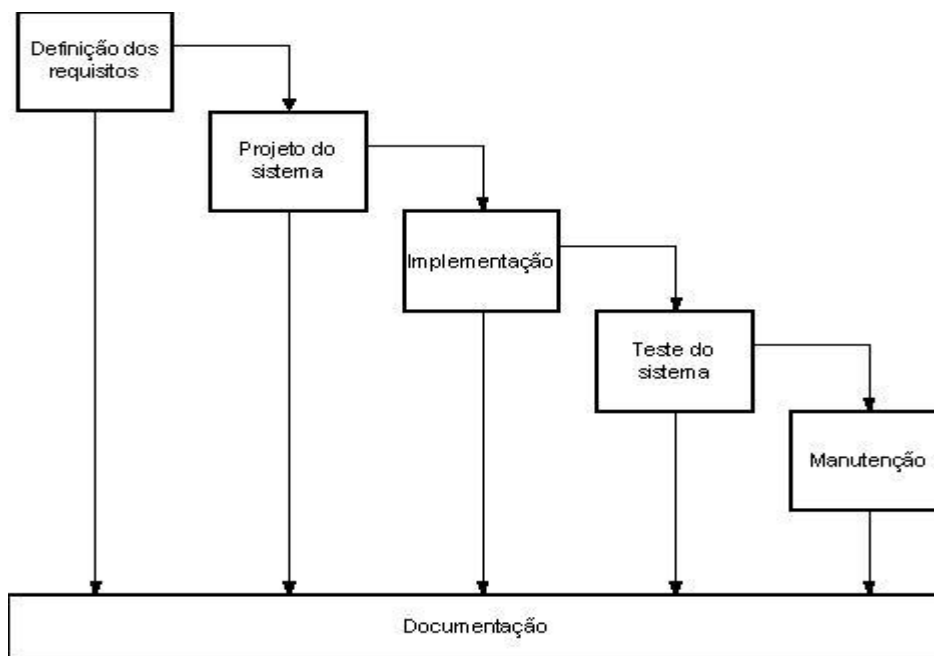 Definição dos
requisitos
Projeto do
sistema
Implementação
Teste do
sistema
Manutenção
Documentação